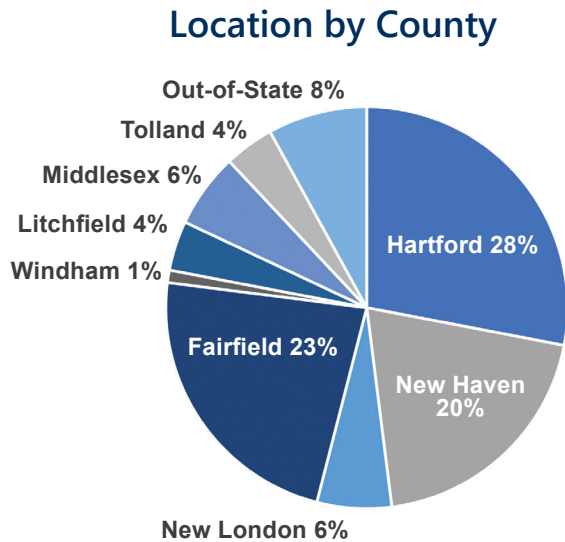 Location by County
Out-of-State 8%
Tolland 4%
Middlesex 6%
Litchfield 4%
Windham 1%
Hartford 28%
Fairfield 23%
New Haven
20%
New London 6%